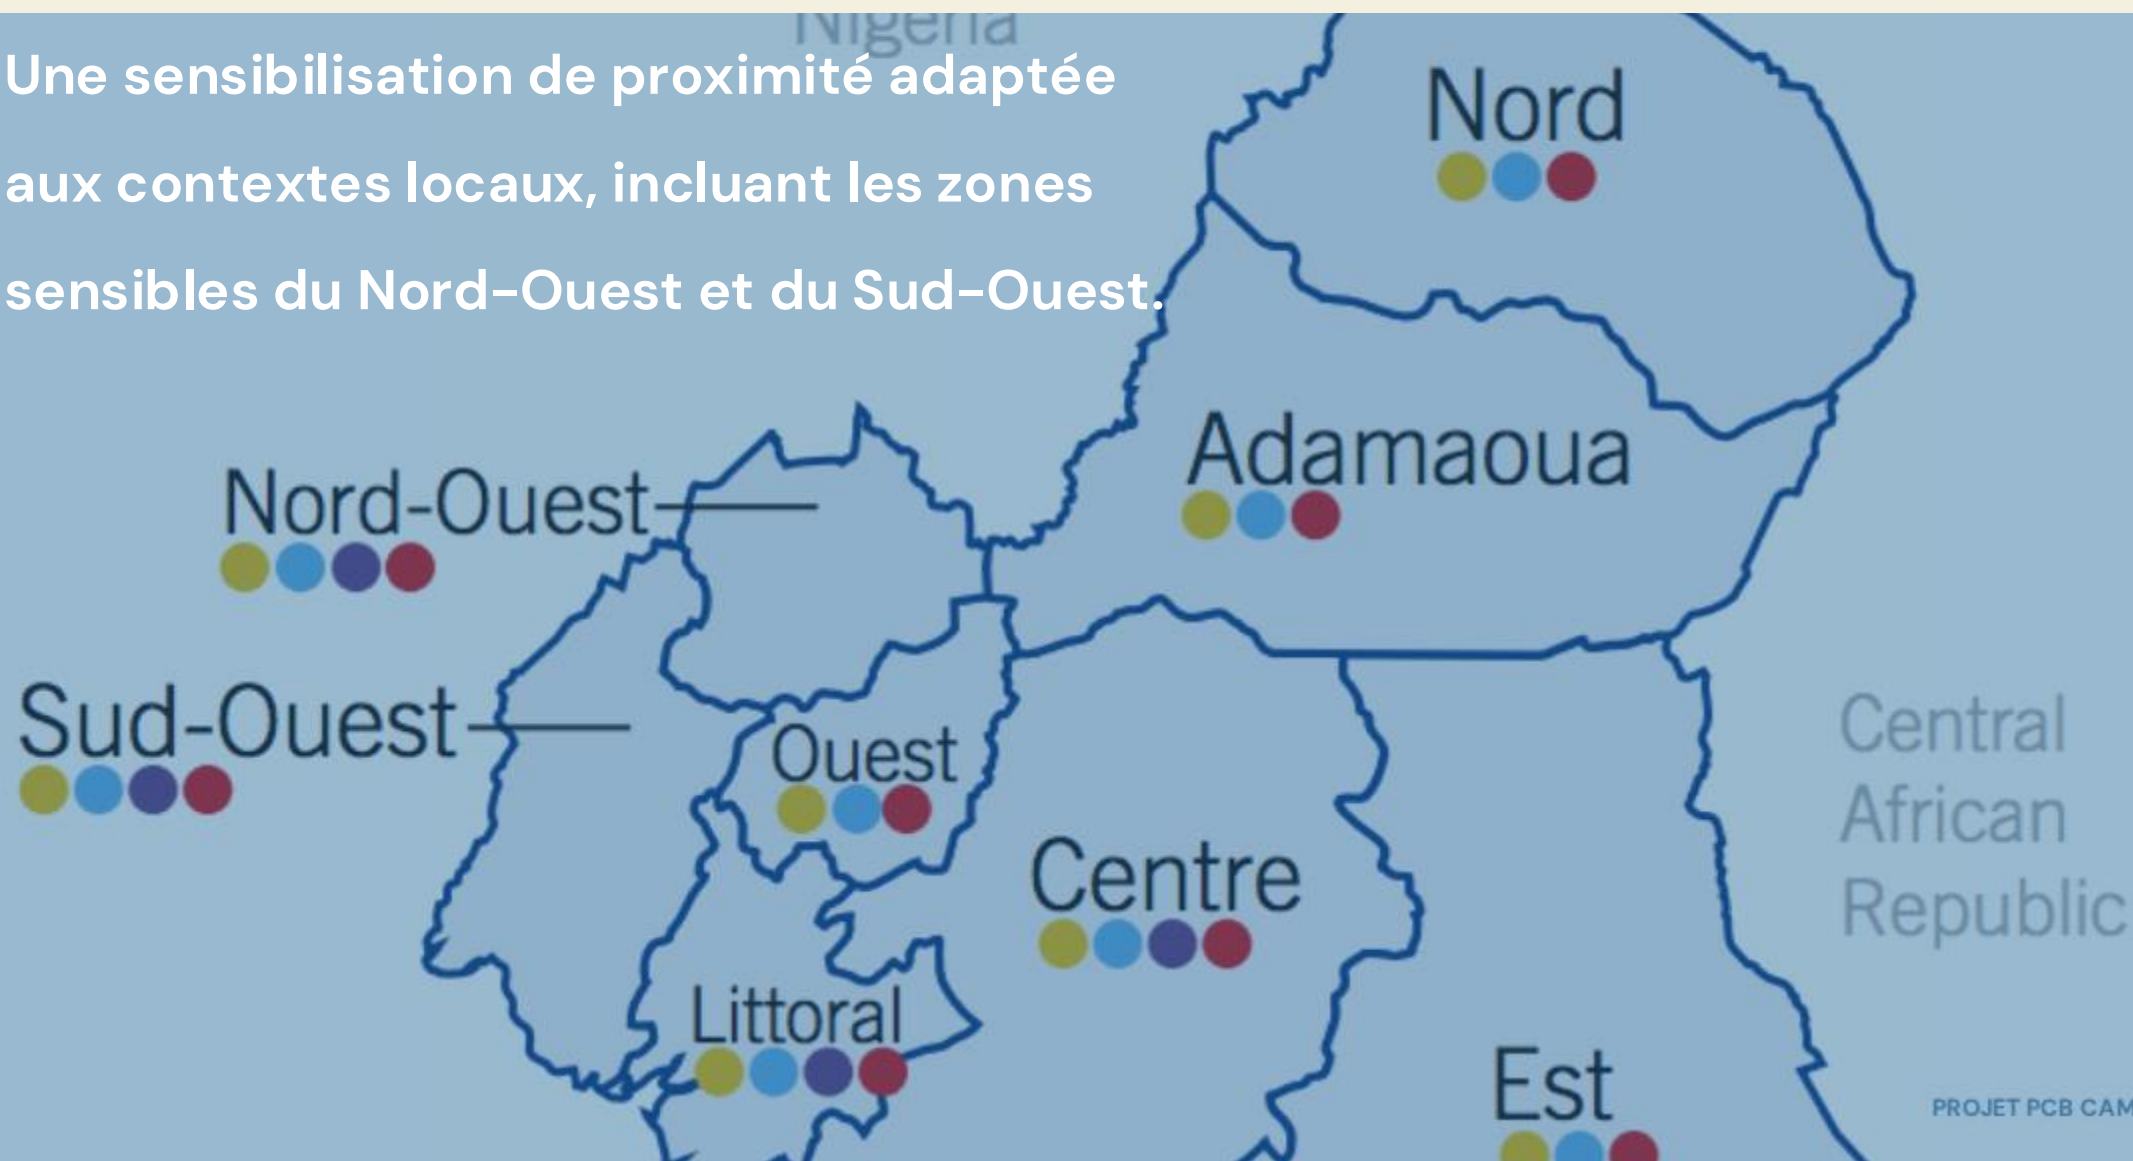 Nigeria
Une sensibilisation de proximité adaptée
aux contextes locaux, incluant les zones
sensibles du Nord-Ouest et du Sud-Ouest.
Nord
Adamaoua
Nord-Ouest
Sud-Ouest
Ouest
Central
African
Republic
Centre
Littoral
Est
PROJET PCB CAM